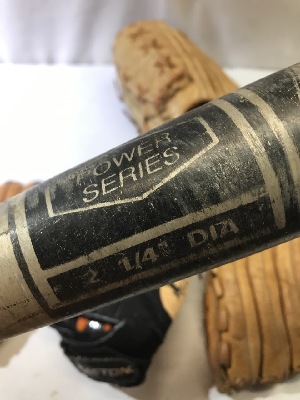 POWER
SERIES
2 1/4" DIA